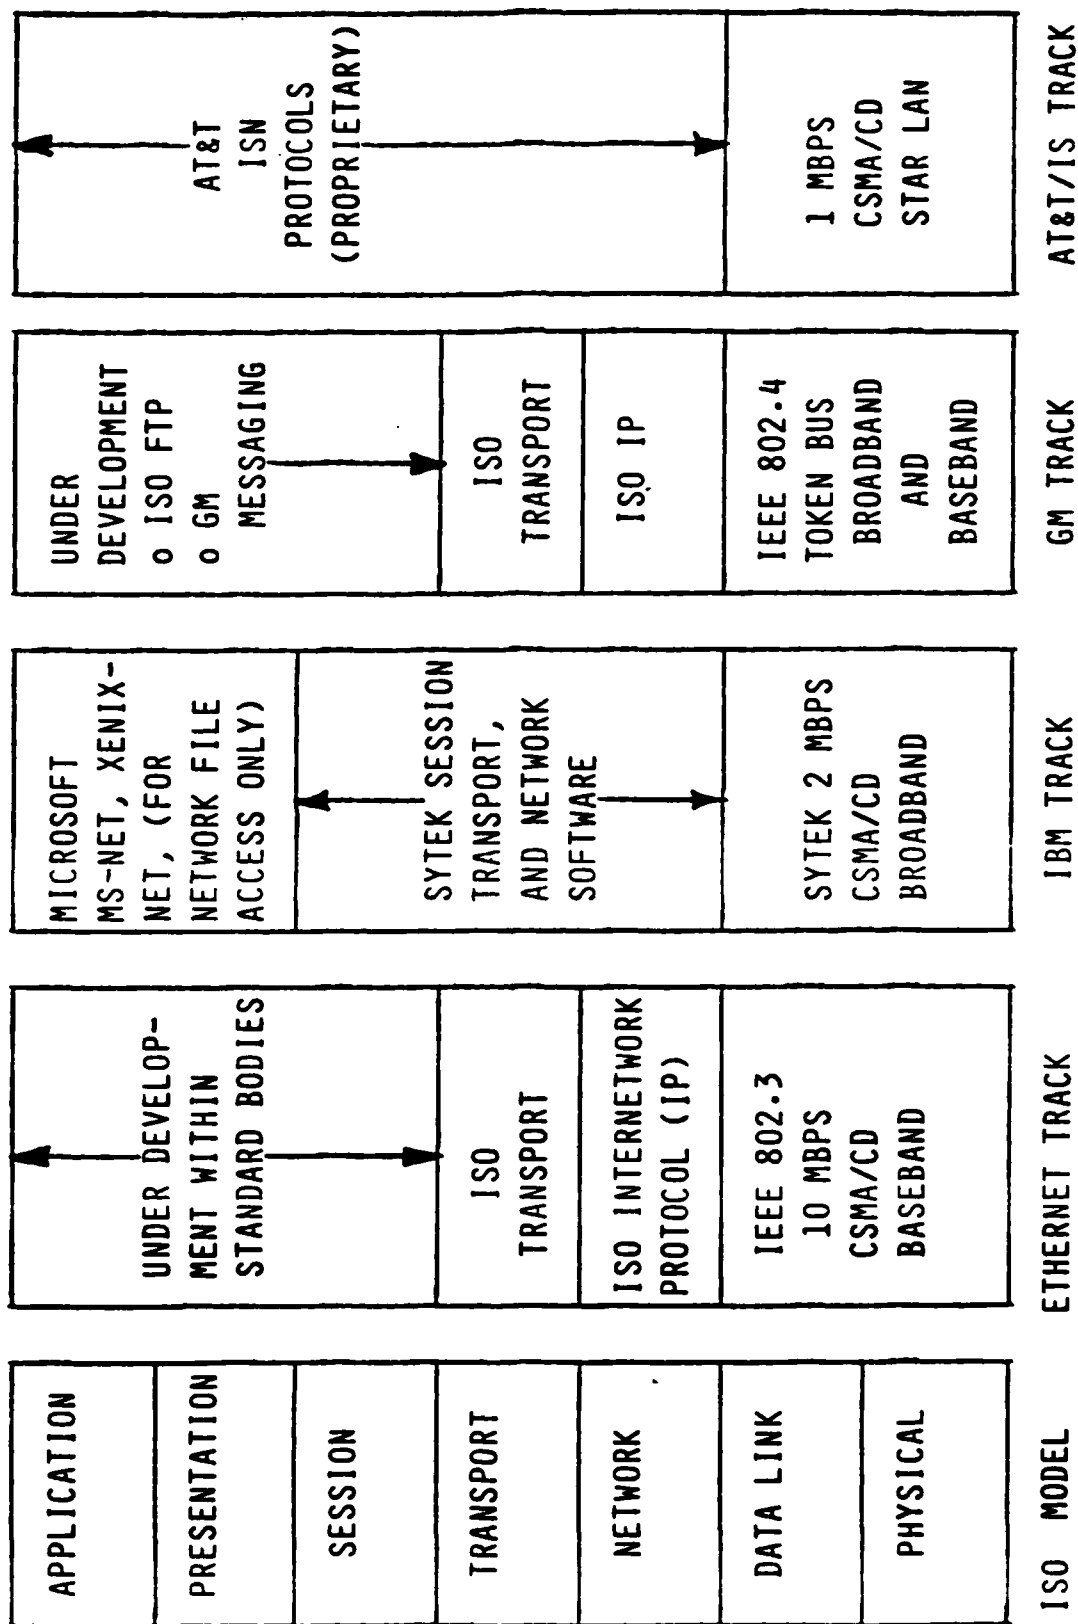 APPLICATION
PRESENTATION
SESSION
TRANSPORT
NETWORK
DATA LINK
PHYSICAL
ISO MODEL
UNDER DEVELOP-
MENT WITHIN
STANDARD BODIES
ISO
TRANSPORT
ISO INTERNETWORK
PROTOCOL (IP)
IEEE 802.3
10 MBPS
CSMA/CD
BASEBAND
ETHERNET TRACK
MICROSOFT
MS-NET, XENIX-
NET, (FOR
NETWORK FILE
ACCESS ONLY)
SYTEK SESSION
TRANSPORT,
AND NETWORK
SOFTWARE
SYTEK 2 MBPS
CSMA/CD
BROADBAND
IBM TRACK
UNDER
DEVELOPMENT
o ISO FTP
o GM
MESSAGING
ISO
TRANSPORT
ISO IP
IEEE 802.4
TOKEN BUS
BROADBAND
AND
BASEBAND
GM TRACK
AT&T
ISN
PROTOCOLS
(PROPRIETARY)
1 MBPS
CSMA/CD
STAR LAN
AT&T/IS TRACK